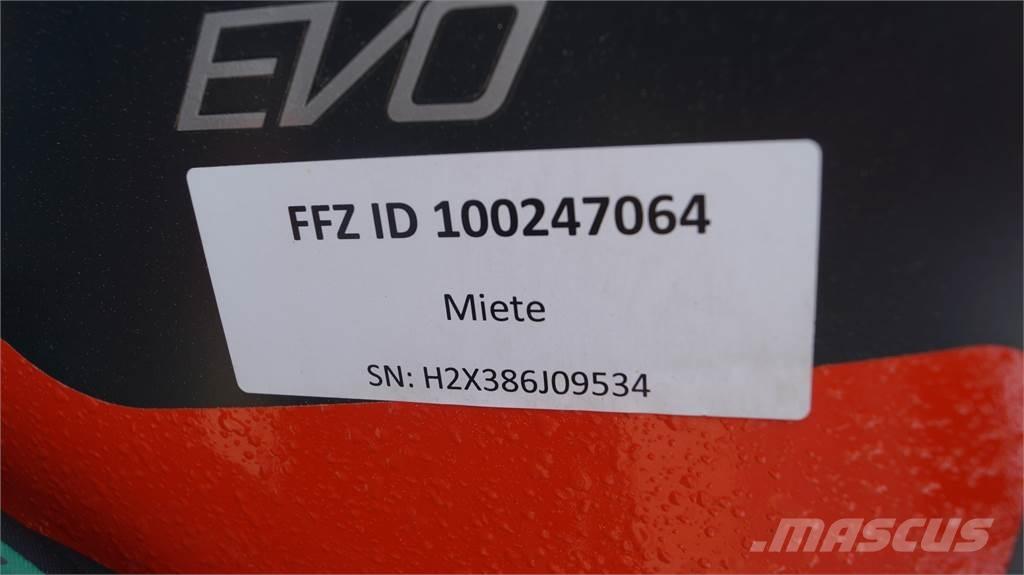 EVO
FFZ ID 100247064
Miete
SN: H2X386J09534
MASCUS